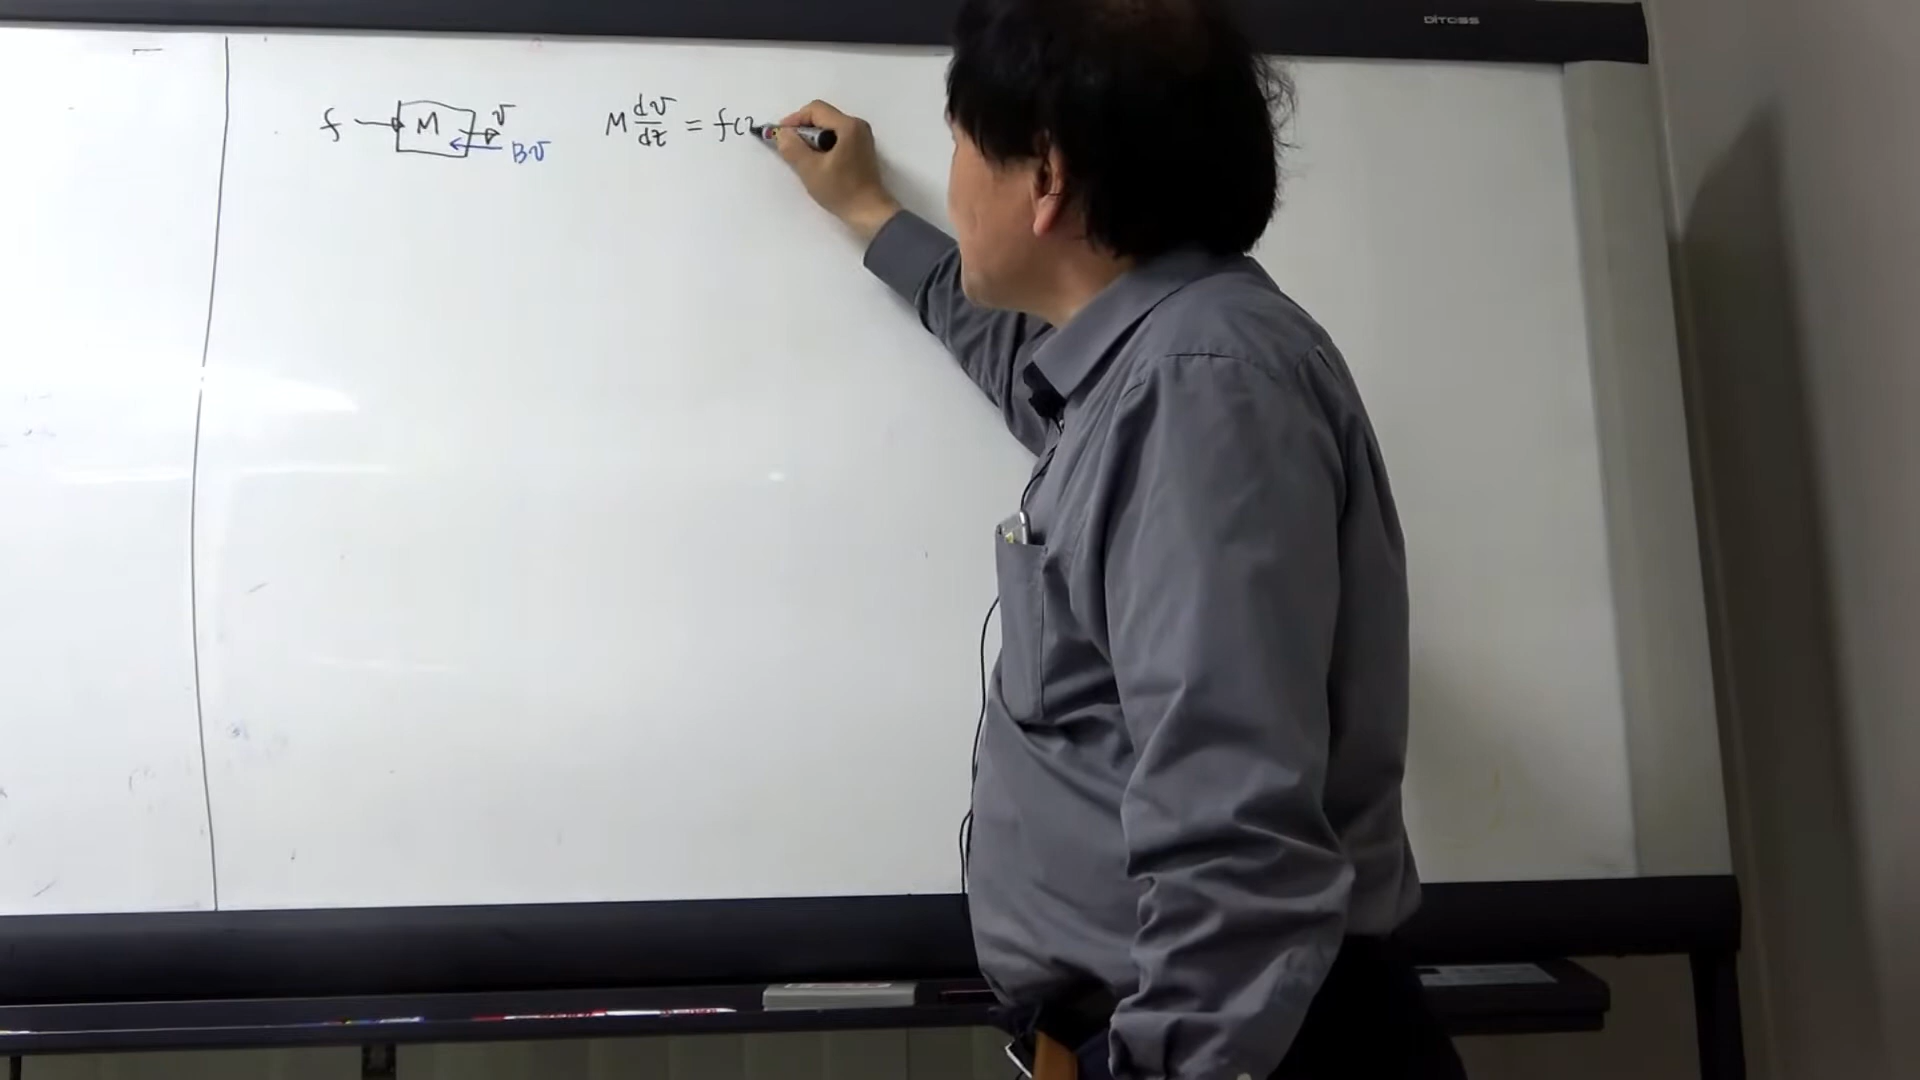 DiTOSS
f → M v Bv
M dv/dt = f(